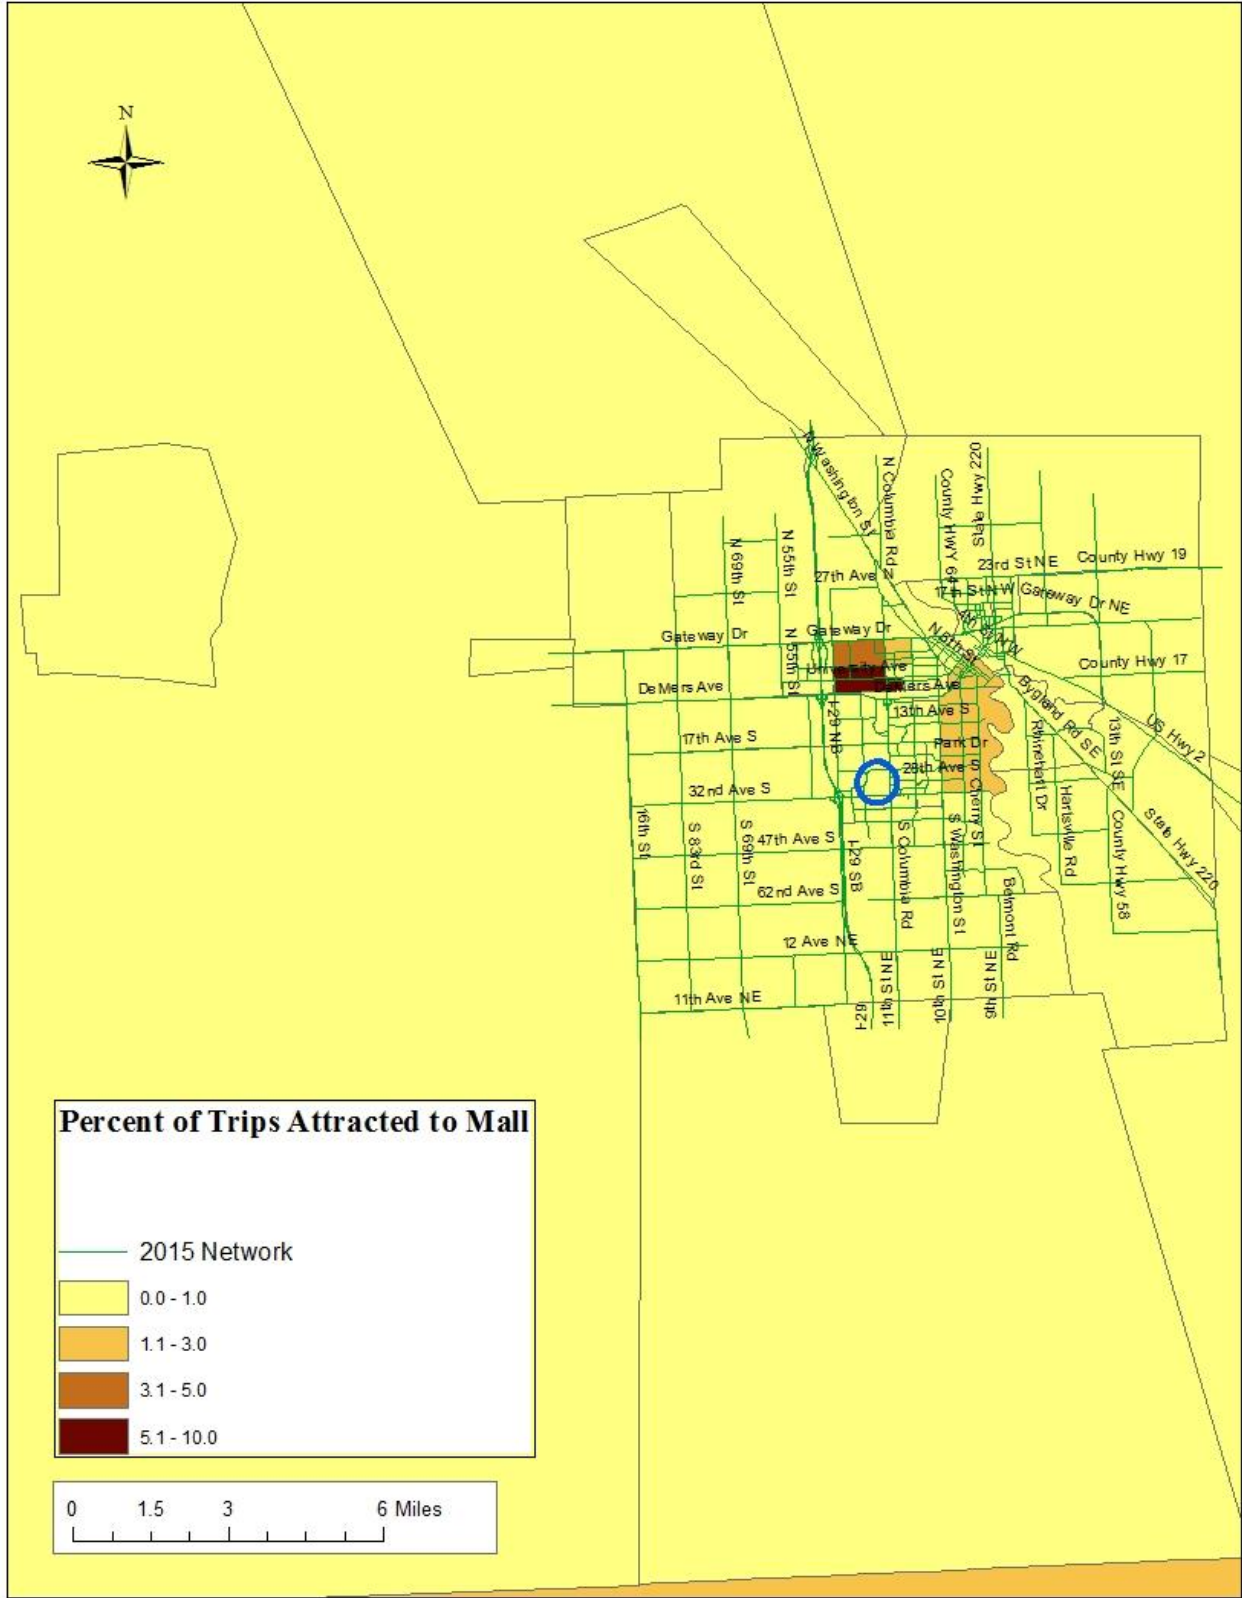 N
N Washington St
N Columbia Rd
County HWY 64
State Hwy 220
N 69th St
N 55th St
27th Ave N
23rd St NE
County Hwy 19
17th St NW
Gateway Dr NE
Gateway Dr
Gateway Dr
N 55th St
N 5th St
University Ave
County Hwy 17
DeMers Ave
DeMers Ave
13th Ave S
I-29 NB
17th Ave S
Park Dr
28th Ave S
Bygland Rd SE
US Hwy 2
Rhinehart Dr
13th St SE
32nd Ave S
16th St
S 83rd St
S 69th St
47th Ave S
I-29 SB
S Columbia Rd
S Washington St
Cherry St
Hartsville Rd
County Hwy 58
State Hwy 220
62nd Ave S
Belmont Rd
12 Ave NE
11th Ave NE
I-29
11th St NE
10th St NE
9th St NE
Percent of Trips Attracted to Mall
2015 Network
0.0 - 1.0
1.1 - 3.0
3.1 - 5.0
5.1 - 10.0
0 1.5 3 6 Miles